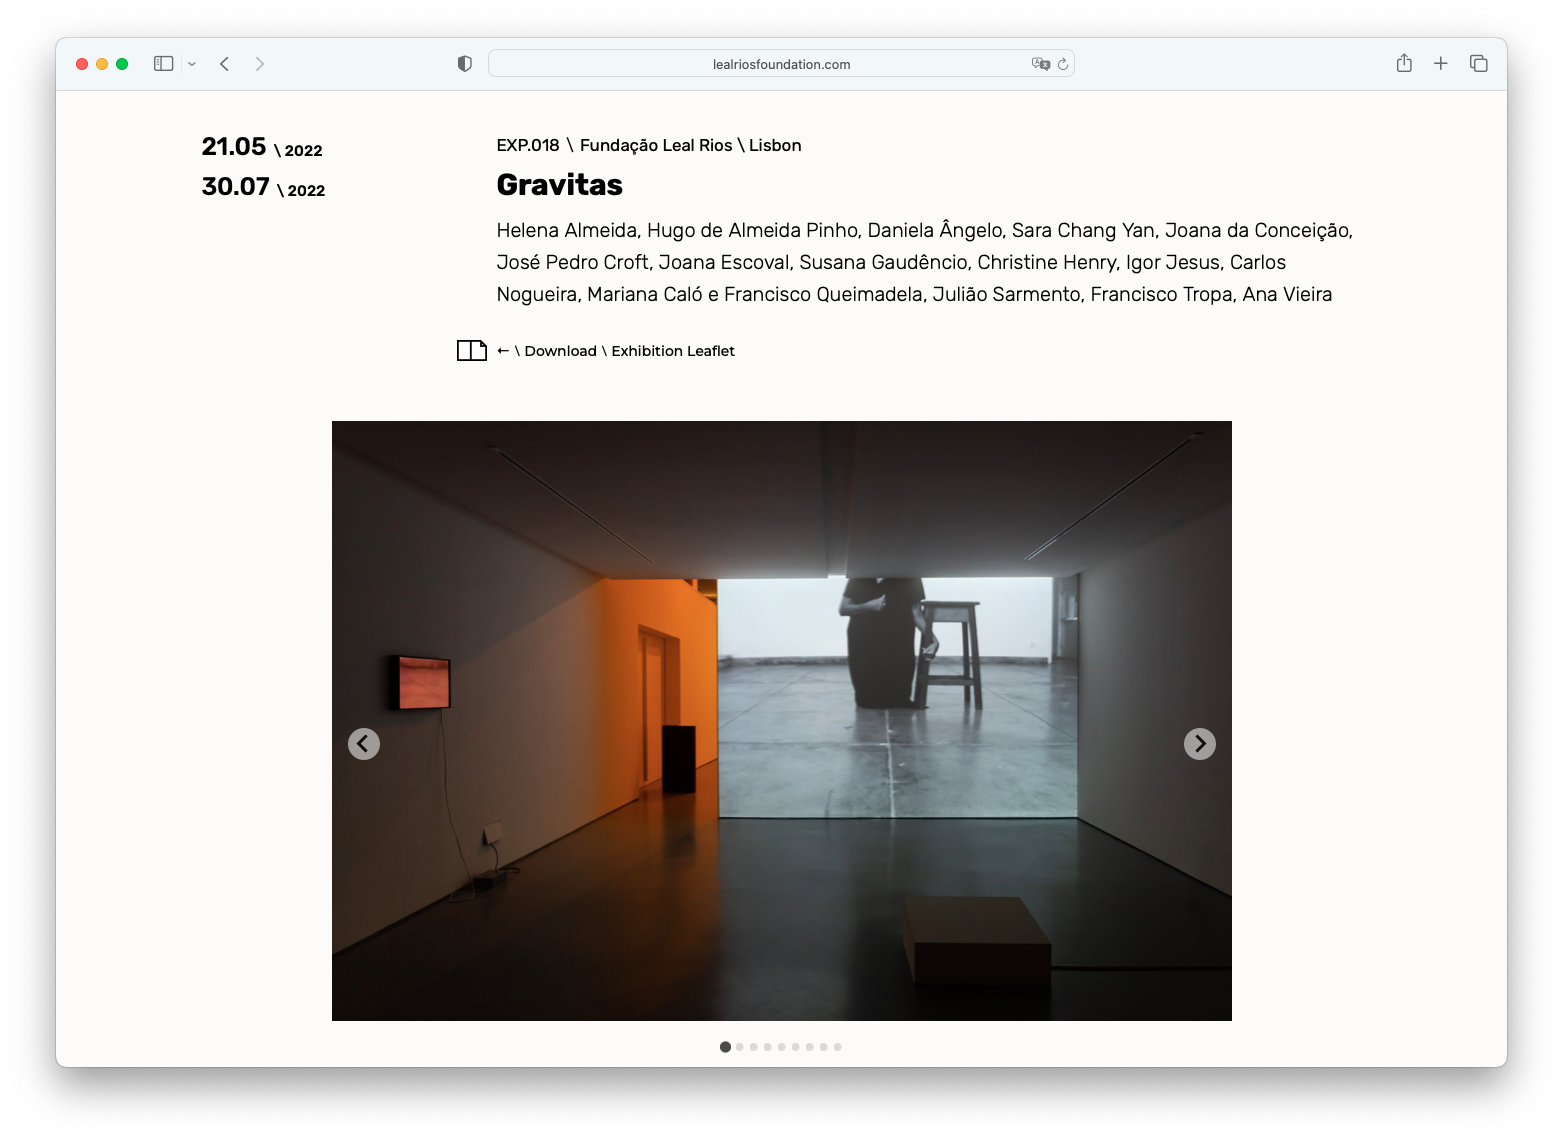 lealriosfoundation.com
21.05 \ 2022
30.07 \ 2022
EXP.018 \ Fundação Leal Rios \ Lisbon
Gravitas
Helena Almeida, Hugo de Almeida Pinho, Daniela Ângelo, Sara Chang Yan, Joana da Conceição,
José Pedro Croft, Joana Escoval, Susana Gaudêncio, Christine Henry, Igor Jesus, Carlos
Nogueira, Mariana Caló e Francisco Queimadela, Julião Sarmento, Francisco Tropa, Ana Vieira
← \ Download \ Exhibition Leaflet